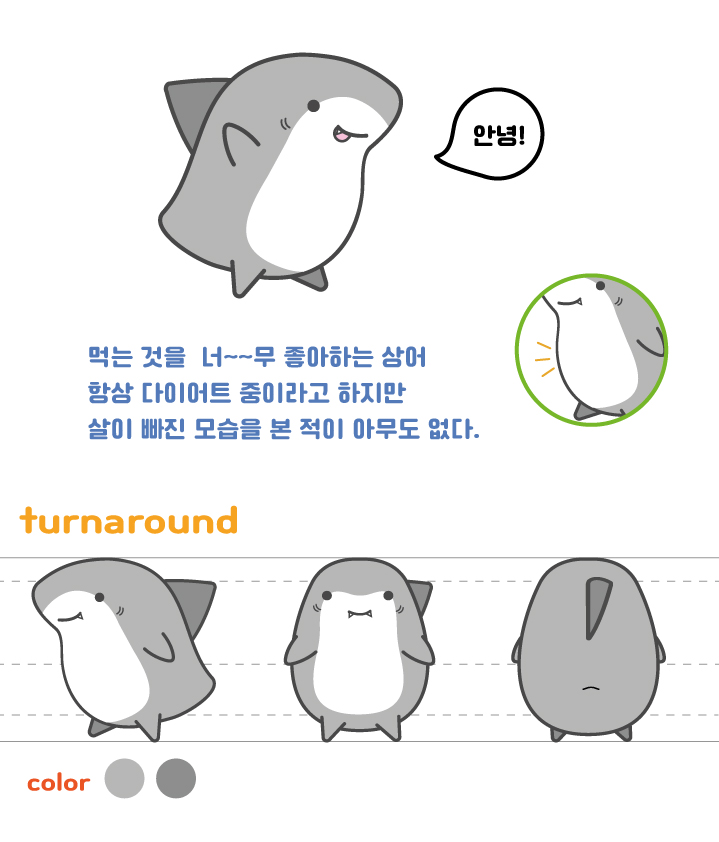 안녕!
먹는 것을 너~~무 좋아하는 상어
항상 다이어트 중이라고 하지만
살이 빠진 모습을 본 적이 아무도 없다.
turnaround
color